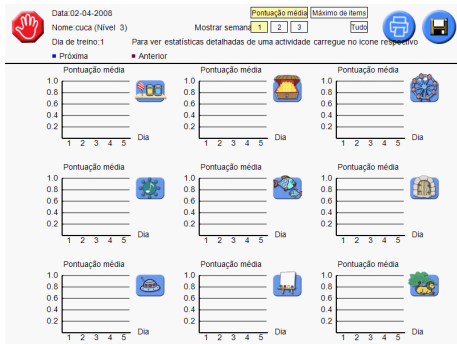 Data:02-04-2008
Pontuação média Máximo de items
Nome:cuca (Nível 3)
Mostrar semana 1 2 3 Tudo
Dia de treino:1 Para ver estatísticas detalhadas de uma actividade carregue no icone respectivo
Próxima Anterior
Pontuação média Pontuação média Pontuação média
1.0 1.0 1.0
0.8 0.8 0.8
0.6 0.6 0.6
0.4 0.4 0.4
0.2 0.2 0.2
Dia Dia Dia
1 2 3 4 5 1 2 3 4 5 1 2 3 4 5
Pontuação média Pontuação média Pontuação média
1.0 1.0 1.0
0.8 0.8 0.8
0.6 0.6 0.6
0.4 0.4 0.4
0.2 0.2 0.2
Dia Dia Dia
1 2 3 4 5 1 2 3 4 5 1 2 3 4 5
Pontuação média Pontuação média Pontuação média
1.0 1.0 1.0
0.8 0.8 0.8
0.6 0.6 0.6
0.4 0.4 0.4
0.2 0.2 0.2
Dia Dia Dia
1 2 3 4 5 1 2 3 4 5 1 2 3 4 5